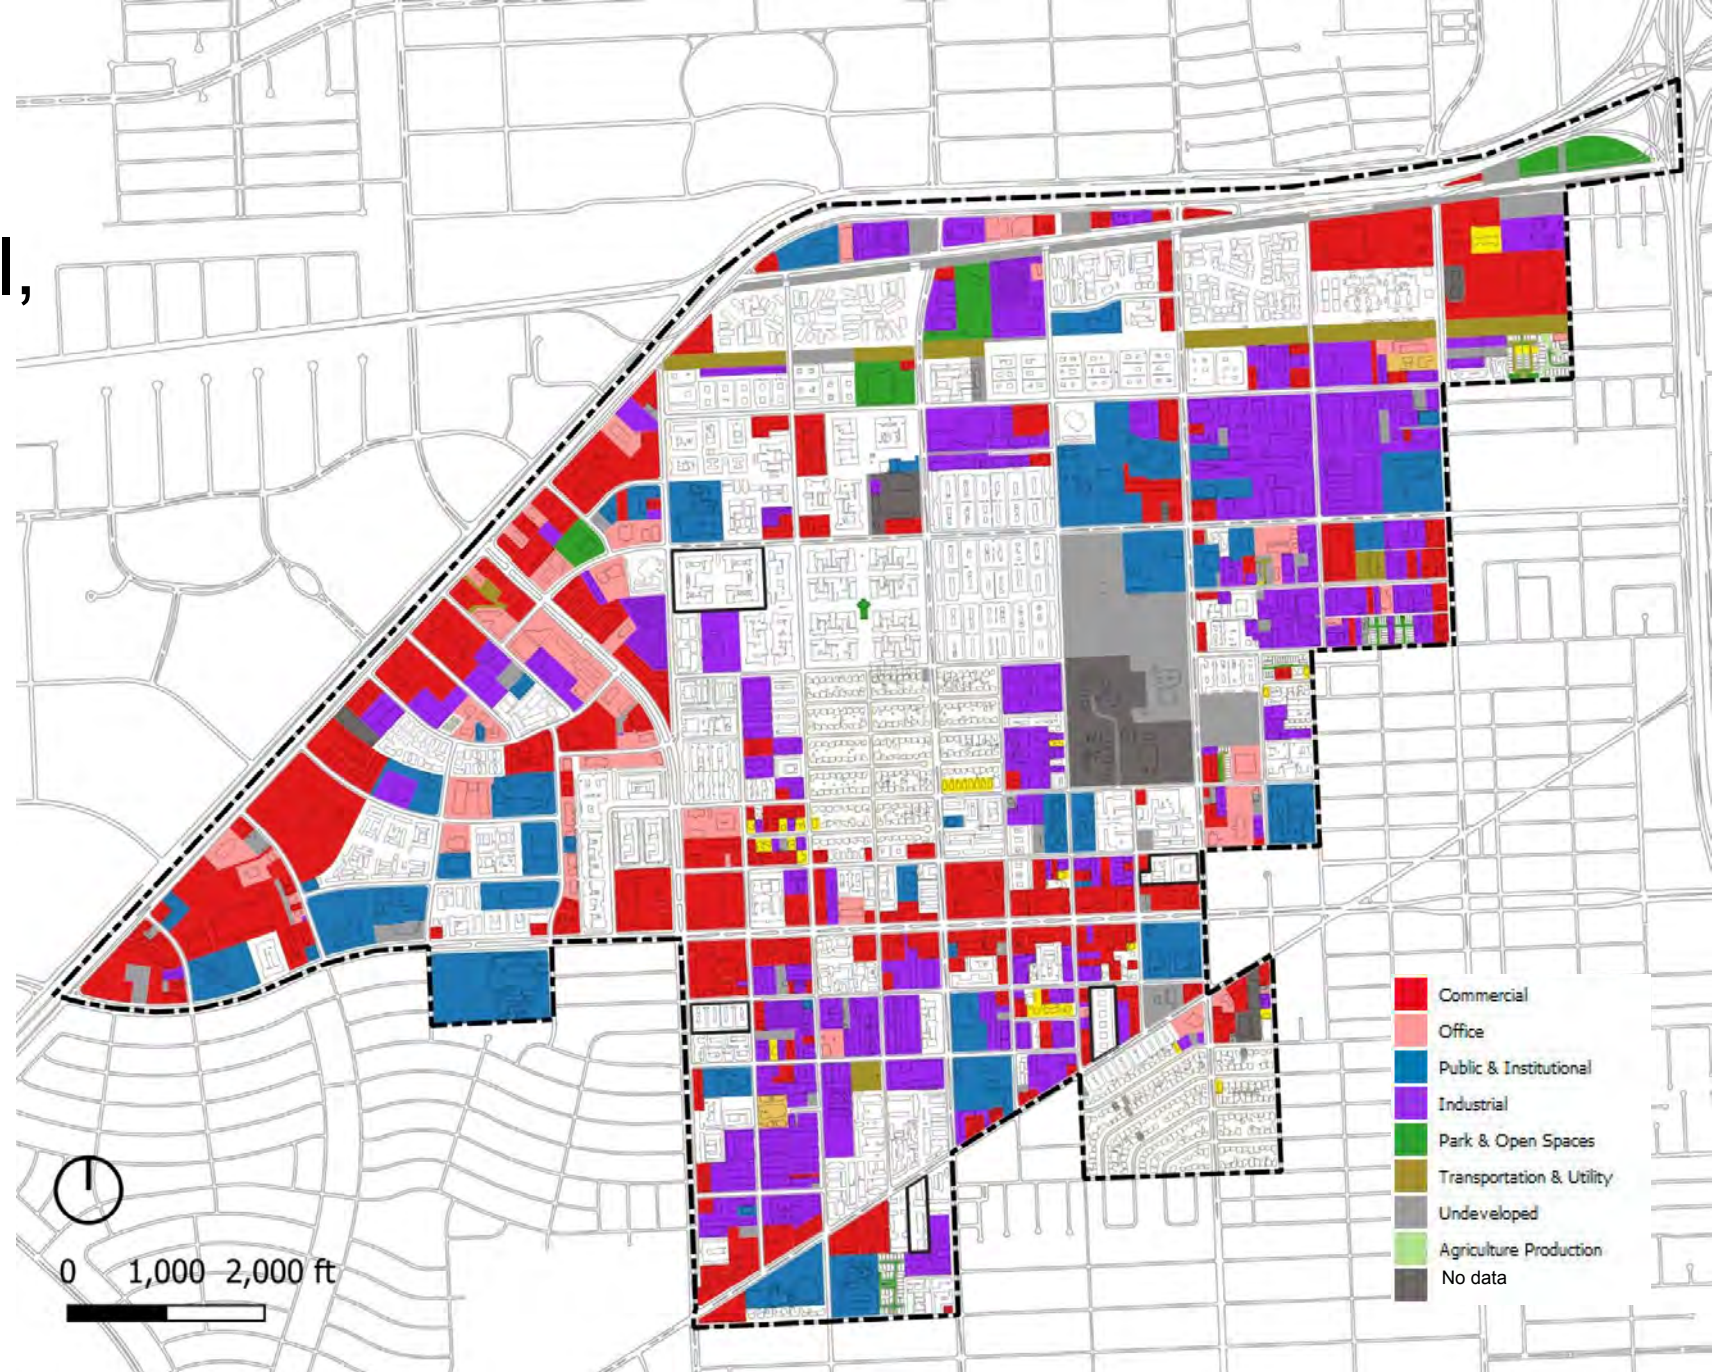 l,
Commercial
Office
Public & Institutional
Industrial
Park & Open Spaces
Transportation & Utility
Undeveloped
Agriculture Production
No data
0 1,000 2,000 ft